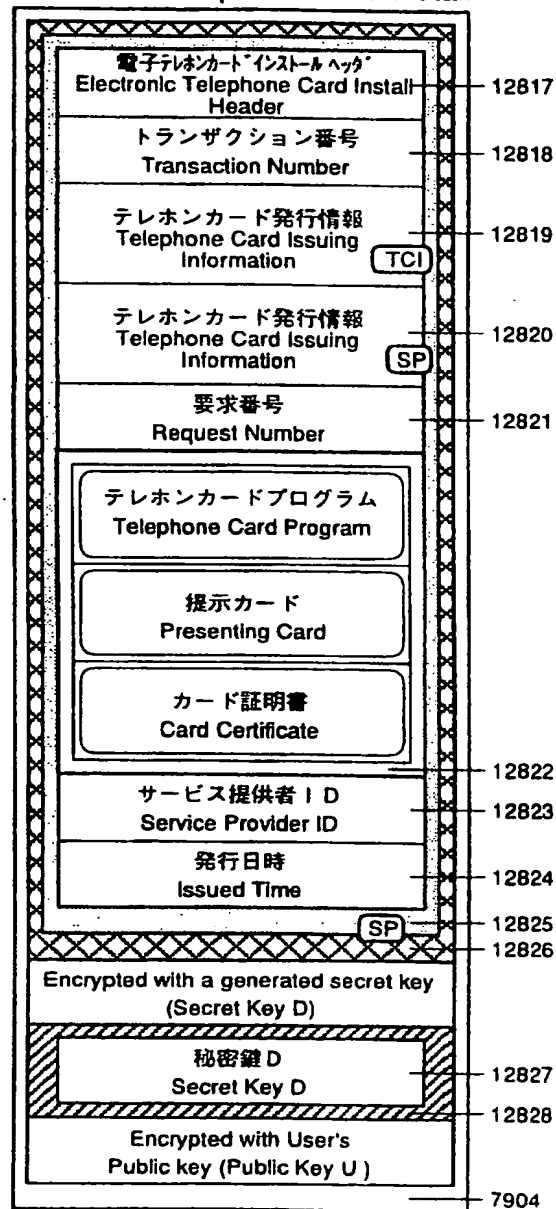 電子テレホンカードインストールヘッダ
Electronic Telephone Card Install
Header
12817
トランザクション番号
Transaction Number
12818
テレホンカード発行情報
Telephone Card Issuing
Information
TCI
12819
テレホンカード発行情報
Telephone Card Issuing
Information
SP
12820
要求番号
Request Number
12821
テレホンカードプログラム
Telephone Card Program
提示カード
Presenting Card
カード証明書
Card Certificate
12822
サービス提供者ID
Service Provider ID
12823
発行日時
Issued Time
12824
SP
12825
12826
Encrypted with a generated secret key
(Secret Key D)
秘密鍵D
Secret Key D
12827
12828
Encrypted with User's
Public key (Public Key U )
7904